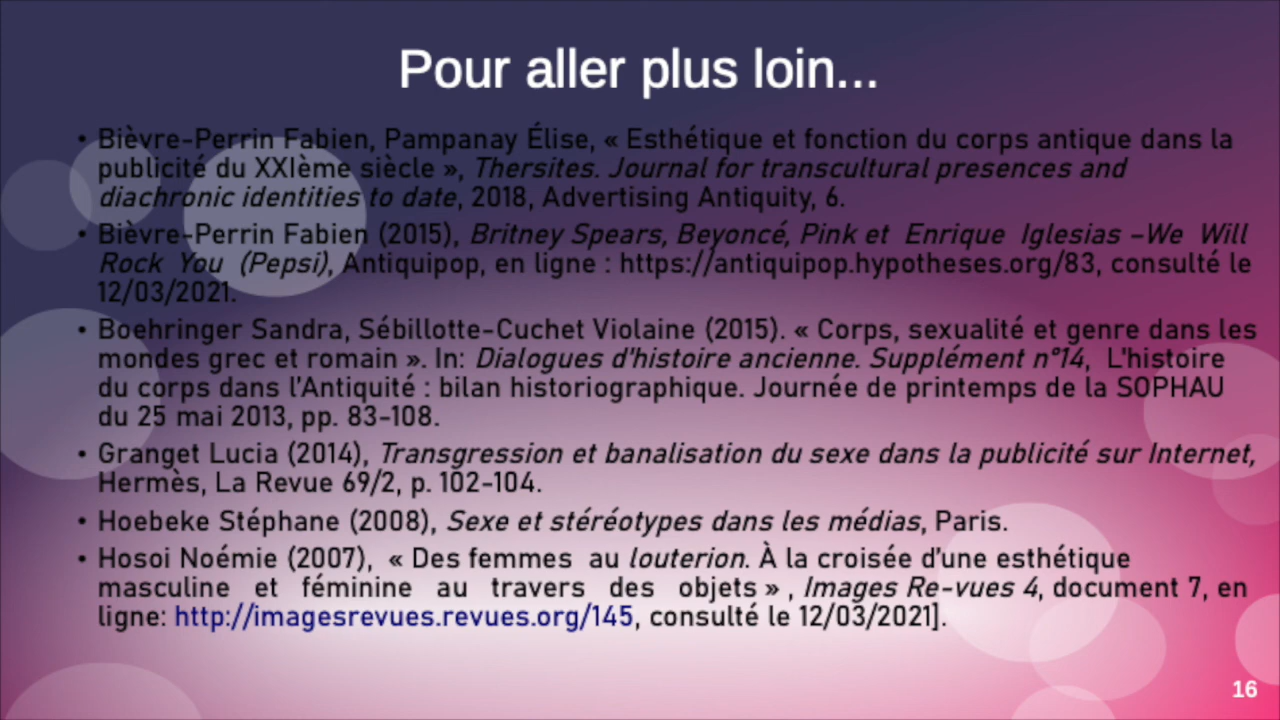 Pour aller plus loin...
• Bièvre-Perrin Fabien, Pampanay Élise, « Esthétique et fonction du corps antique dans la
publicité du XXIème siècle », Thersites. Journal for transcultural presences and
diachronic identities to date, 2018, Advertising Antiquity, 6.
• Bièvre-Perrin Fabien (2015), Britney Spears, Beyoncé, Pink et Enrique Iglesias –We Will
Rock You (Pepsi), Antiquipop, en ligne : https://antiquipop.hypotheses.org/83, consulté le
12/03/2021.
• Boehringer Sandra, Sébillotte-Cuchet Violaine (2015). « Corps, sexualité et genre dans les
mondes grec et romain ». In: Dialogues d'histoire ancienne. Supplément n°14, L'histoire
du corps dans l'Antiquité : bilan historiographique. Journée de printemps de la SOPHAU
du 25 mai 2013, pp. 83-108.
• Granget Lucia (2014), Transgression et banalisation du sexe dans la publicité sur Internet,
Hermès, La Revue 69/2, p. 102-104.
• Hoebeke Stéphane (2008), Sexe et stéréotypes dans les médias, Paris.
• Hosoi Noémie (2007), « Des femmes au louterion. À la croisée d'une esthétique
masculine et féminine au travers des objets » , Images Re-vues 4, document 7, en
ligne: http://imagesrevues.revues.org/145, consulté le 12/03/2021].
16